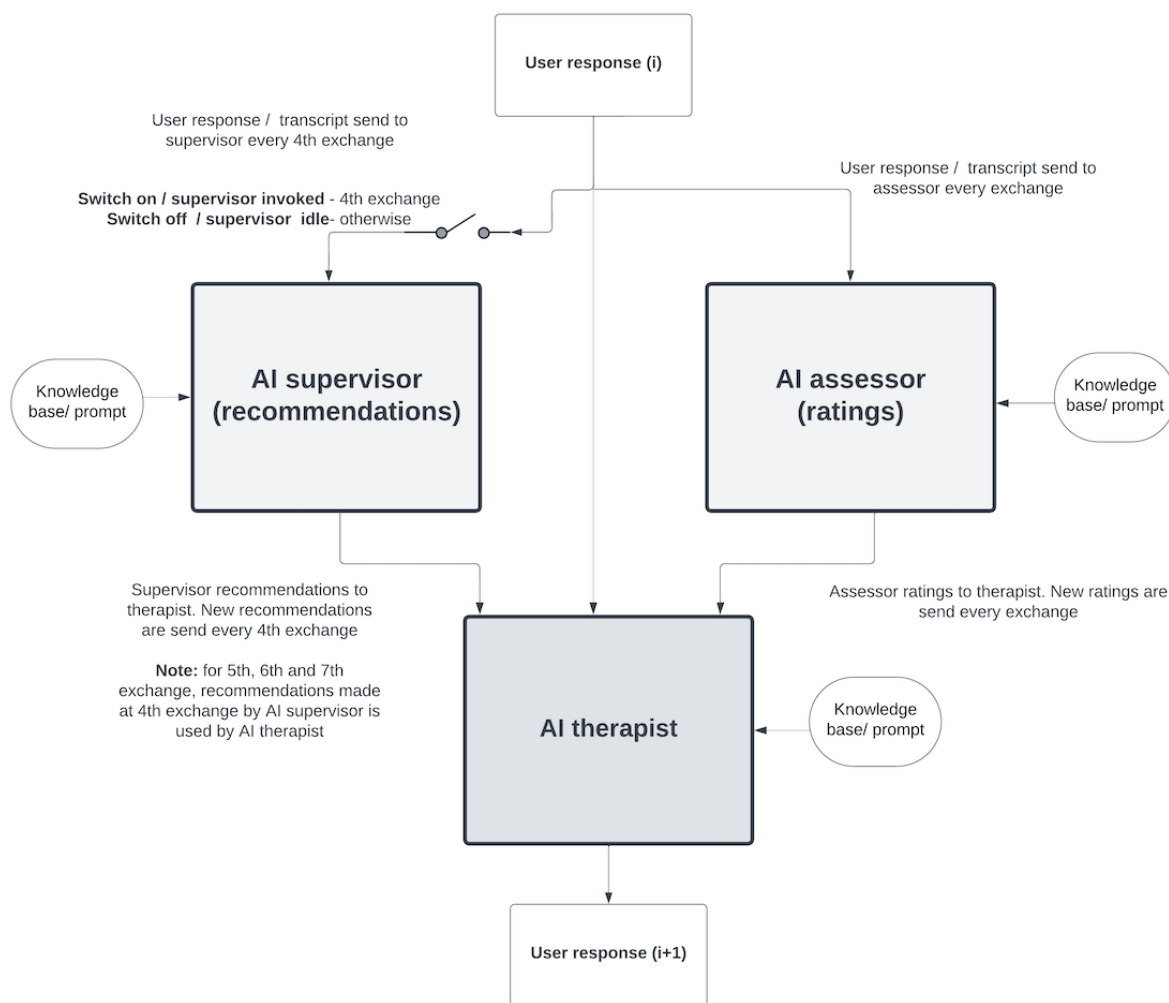 User response (i)
User response /  transcript send to
supervisor every 4th exchange
User response /  transcript send to
assessor every exchange
Switch on / supervisor invoked - 4th exchange
Switch off  / supervisor  idle- otherwise
AI supervisor
(recommendations)
AI assessor
(ratings)
Knowledge
base/ prompt
Knowledge
base/ prompt
Supervisor recommendations to
therapist. New recommendations
are send every 4th exchange
Note: for 5th, 6th and 7th
exchange, recommendations made
at 4th exchange by AI supervisor is
used by AI therapist
Assessor ratings to therapist. New ratings are
send every exchange
AI therapist
Knowledge
base/ prompt
User response (i+1)